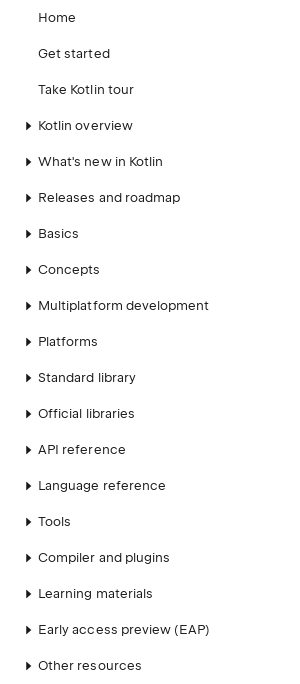 Home
Get started
Take Kotlin tour
Kotlin overview
What's new in Kotlin
Releases and roadmap
Basics
Concepts
Multiplatform development
Platforms
Standard library
Official libraries
API reference
Language reference
Tools
Compiler and plugins
Learning materials
Early access preview (EAP)
Other resources